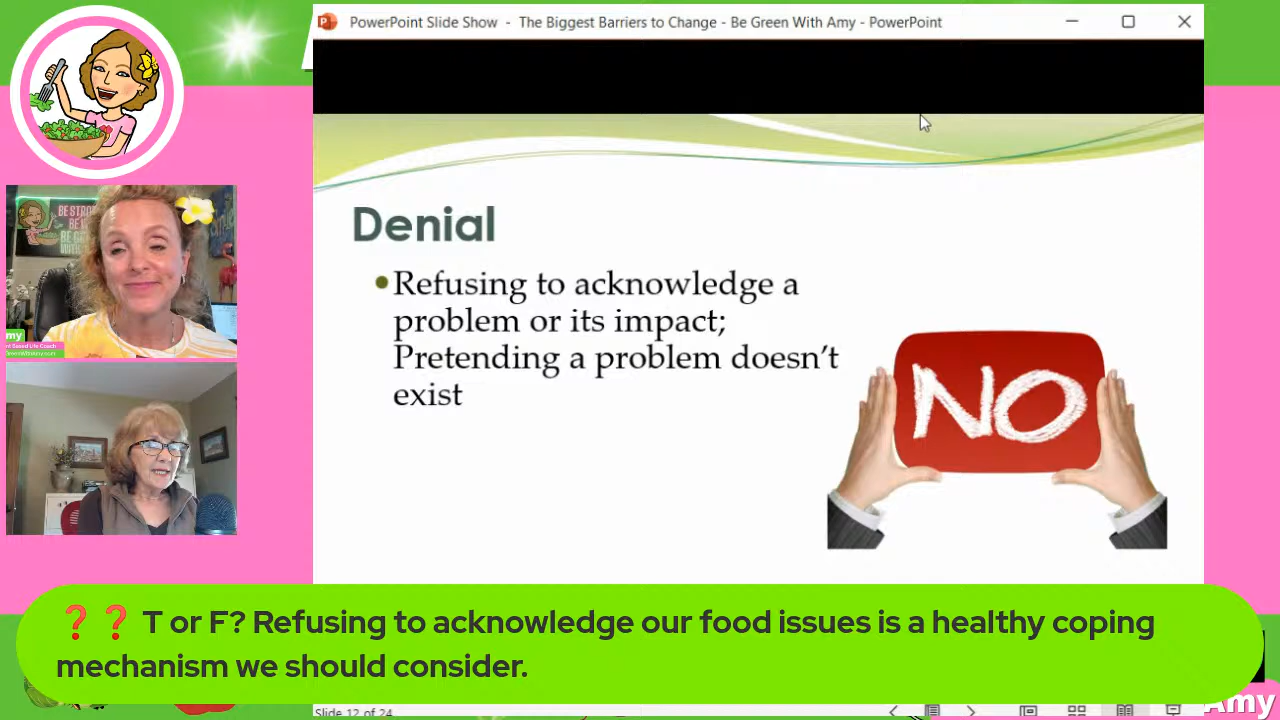 PowerPoint Slide Show - The Biggest Barriers to Change - Be Green With Amy - PowerPoint
Denial
•Refusing to acknowledge a
problem or its impact;
Pretending a problem doesn’t
exist
NO
my
❓❓ T or F? Refusing to acknowledge our food issues is a healthy coping
mechanism we should consider.
Slide 12 of 24
Amy